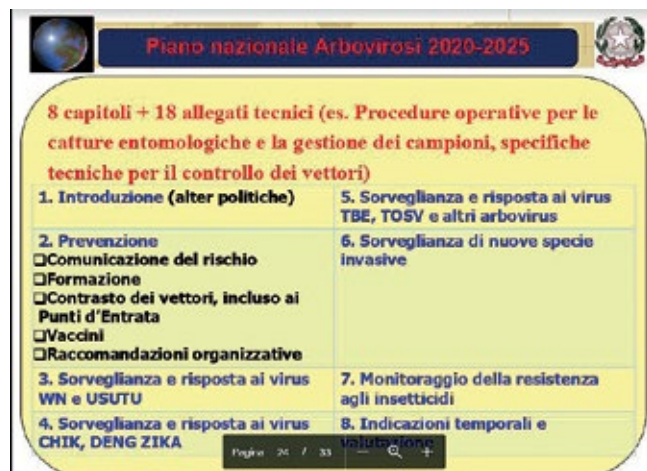 Piano nazionale Arbovirosi 2020-2025
8 capitoli + 18 allegati tecnici (es. Procedure operative per le
catture entomologiche e la gestione dei campioni, specifiche
tecniche per il controllo dei vettori)
1. Introduzione (alter politiche)
2. Prevenzione
❑Comunicazione del rischio
❑Formazione
❑Contrasto dei vettori, incluso ai
Punti d'Entrata
❑Vaccini
❑Raccomandazioni organizzative
3. Sorveglianza e risposta ai virus
WN e USUTU
4. Sorveglianza e risposta ai virus
CHIK, DENG ZIKA
5. Sorveglianza e risposta ai virus
TBE, TOSV e altri arbovirus
6. Sorveglianza di nuove specie
invasive
7. Monitoraggio della resistenza
agli insetticidi
8. Indicazioni temporali e
valutazione
Pagina 24 / 33 — +